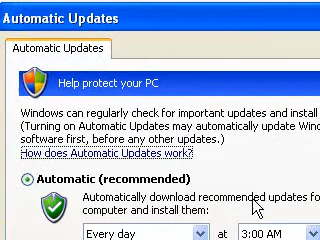 Automatic Updates
Automatic Updates
Help protect your PC
Windows can regularly check for important updates and install
(Turning on Automatic Updates may automatically update Wind
software first, before any other updates.)
How does Automatic Updates work?
Automatic (recommended)
Automatically download recommended updates fo
computer and install them:
Every day at 3:00 AM